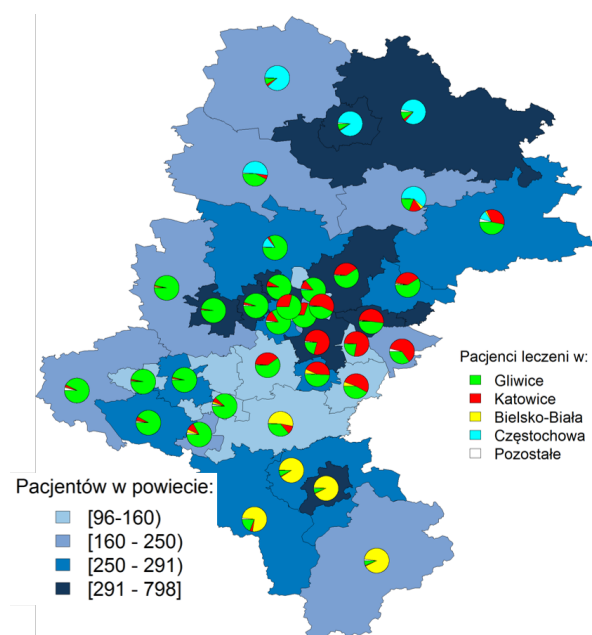 Pacjenci leczeni w:
Gliwice
Katowice
Bielsko-Biała
Częstochowa
Pozostałe
Pacjentów w powiecie:
[96-160)
[160 - 250)
[250 - 291)
[291 - 798]